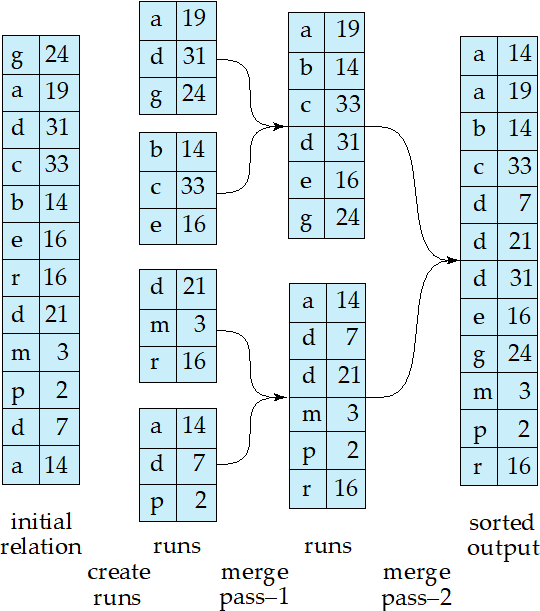 g 24
a 19
d 31
c 33
b 14
e 16
r 16
d 21
m 3
p 2
d 7
a 14
initial
relation
a 19
d 31
g 24
b 14
c 33
e 16
d 21
m 3
r 16
a 14
d 7
p 2
runs
create
runs
a 19
b 14
c 33
d 31
e 16
g 24
a 14
d 7
d 21
m 3
p 2
r 16
runs
merge
pass–1
a 14
a 19
b 14
c 33
d 7
d 21
d 31
e 16
g 24
m 3
p 2
r 16
sorted
output
merge
pass–2